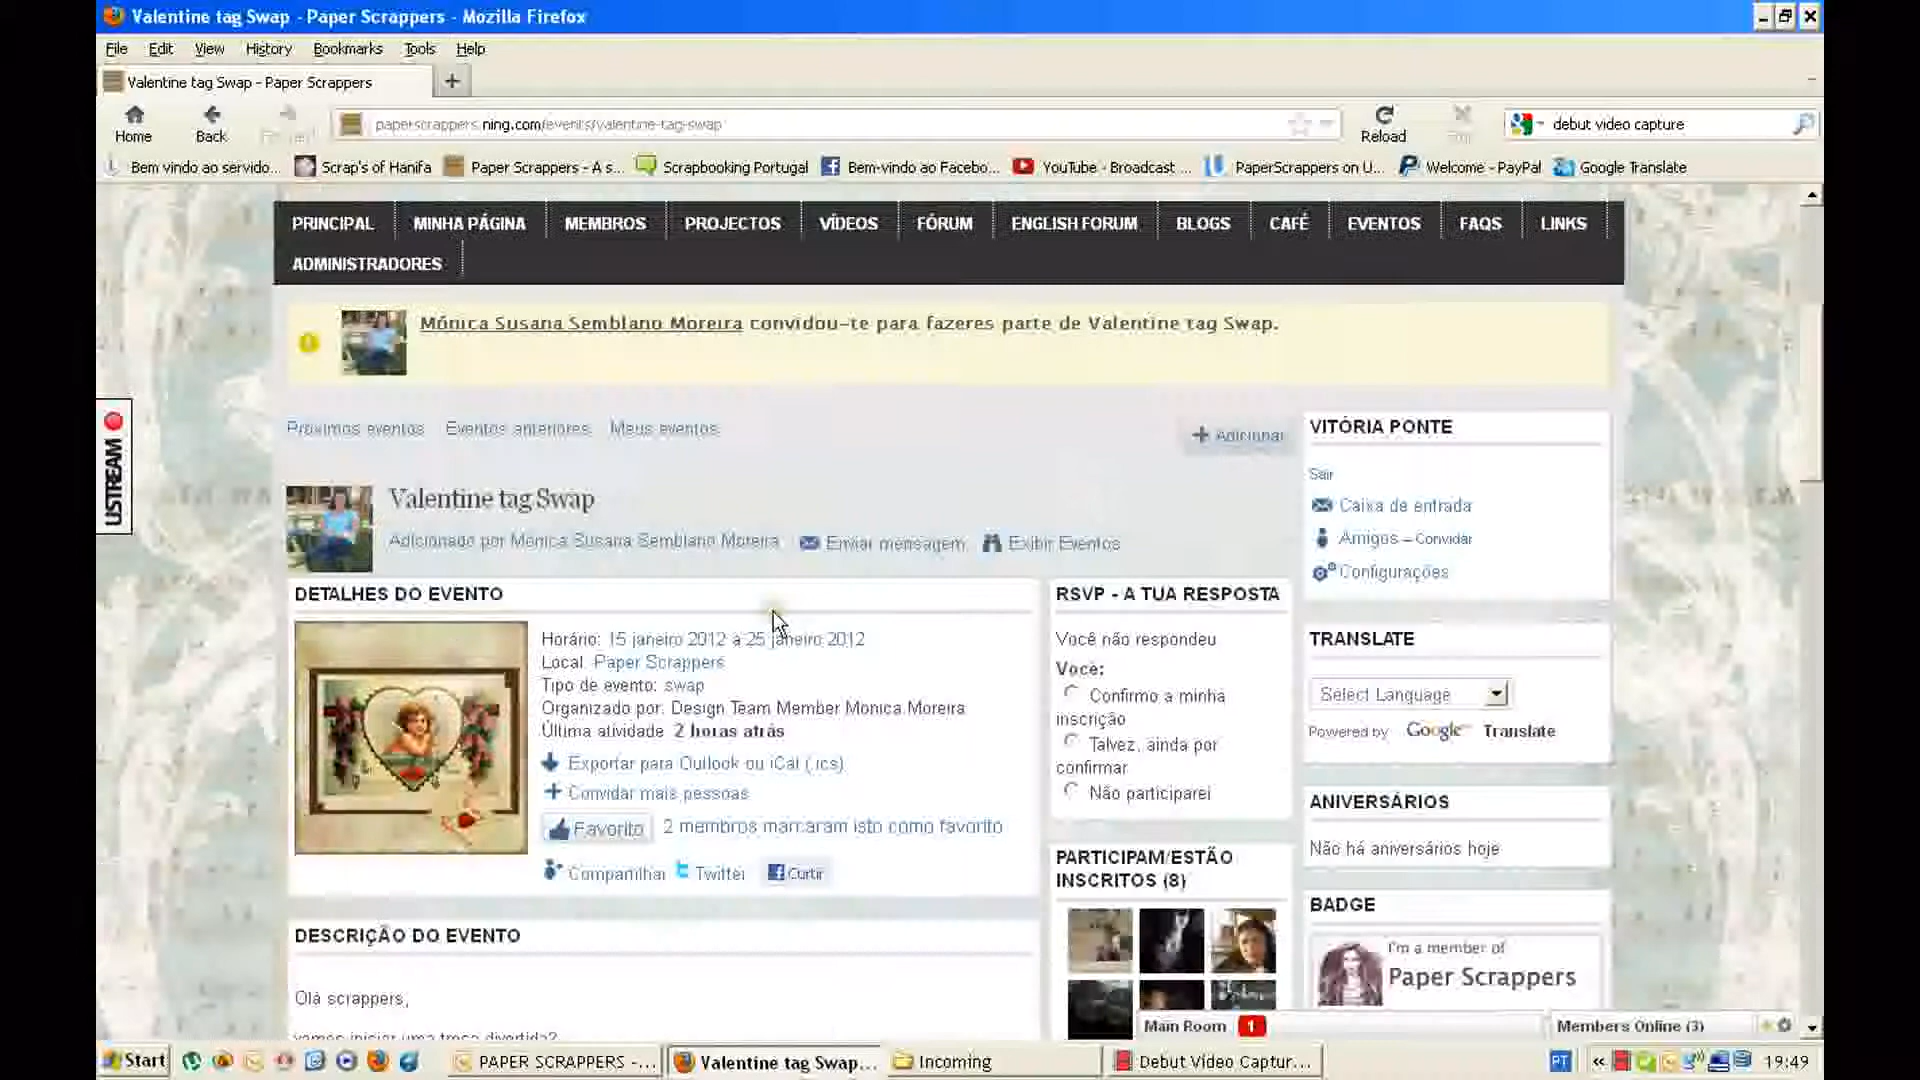 Valentine tag Swap - Paper Scrappers - Mozilla Firefox
File Edit View History Bookmarks Tools Help
Valentine tag Swap - Paper Scrappers
Home Back Reload
paperscrappers.ning.com/events/valentine-tag-swap
debut video capture
Bem vindo ao servido... Scrap's of Hanifa Paper Scrappers - A s... Scrapbooking Portugal Bem-vindo ao Facebo... YouTube - Broadcast ... PaperScrappers on U... Welcome - PayPal Google Translate
PRINCIPAL MINHA PÁGINA MEMBROS PROJECTOS VÍDEOS FÓRUM ENGLISH FORUM BLOGS CAFÉ EVENTOS FAQS LINKS
ADMINISTRADORES
Mónica Susana Semblano Moreira convidou-te para fazeres parte de Valentine tag Swap.
USTREAM
Próximos eventos Eventos anteriores Meus eventos
+ Adicionar
Valentine tag Swap
Adicionado por Mónica Susana Semblano Moreira Enviar mensagem Exibir Eventos
DETALHES DO EVENTO
Horário: 15 janeiro 2012 a 25 janeiro 2012
Local: Paper Scrappers
Tipo de evento: swap
Organizado por: Design Team Member Monica Moreira
Última atividade: 2 horas atrás
Exportar para Outlook ou iCal (.ics)
Convidar mais pessoas
Favorito 2 membros marcaram isto como favorito
Compartilhar Twitter Curtir
DESCRIÇÃO DO EVENTO
Olá scrappers,
vamos iniciar uma troca divertida?
RSVP - A TUA RESPOSTA
Você não respondeu
Você:
Confirmo a minha
inscrição
Talvez, ainda por
confirmar
Não participarei
PARTICIPAM/ESTÃO
INSCRITOS (8)
VITÓRIA PONTE
Sair
Caixa de entrada
Amigos – Convidar
Configurações
TRANSLATE
Select Language
Powered by Google Translate
ANIVERSÁRIOS
Não há aniversários hoje
BADGE
I'm a member of
Paper Scrappers
Main Room 1
Members Online (3)
Start PAPER SCRAPPERS -... Valentine tag Swap... Incoming Debut Video Captur... PT « 19:49